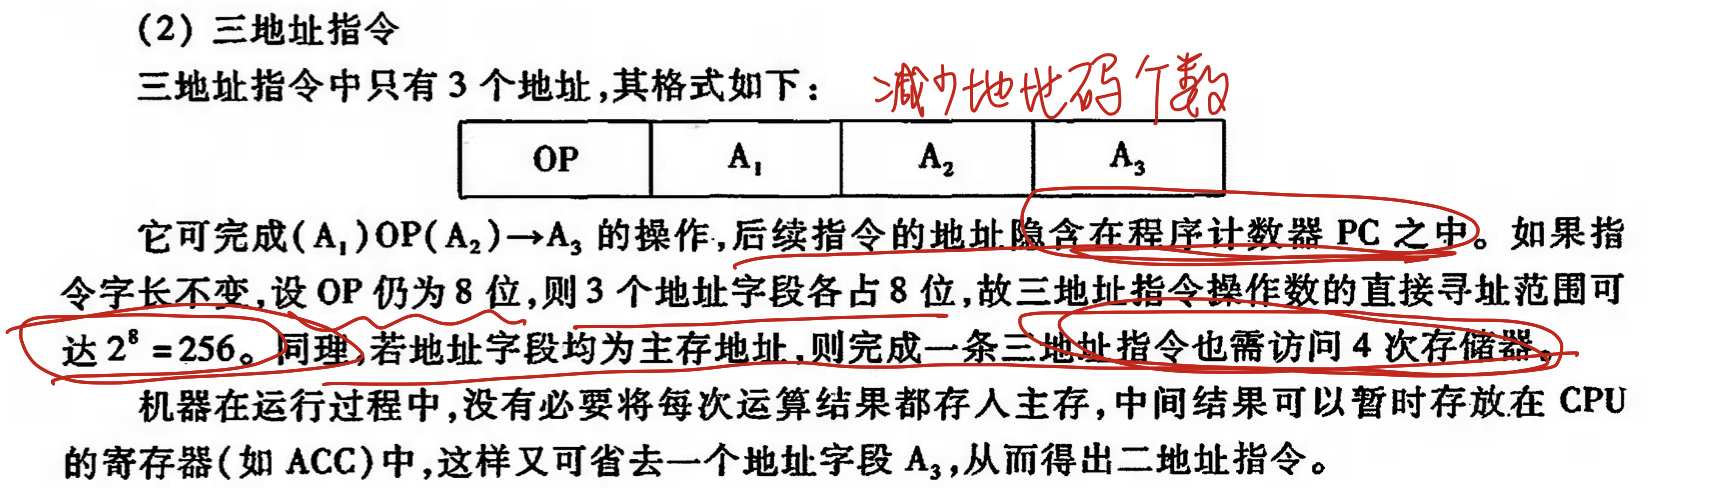 (2) 三地址指令
三地址指令中只有 3 个地址,其格式如下:
减少地址码个数
OP A₁ A₂ A₃
它可完成(A₁)OP(A₂)→A₃ 的操作,后续指令的地址隐含在程序计数器 PC 之中。如果指
令字长不变,设 OP 仍为 8 位,则 3 个地址字段各占 8 位,故三地址指令操作数的直接寻址范围可
达 2⁸ =256。同理,若地址字段均为主存地址,则完成一条三地址指令也需访问 4 次存储器。
机器在运行过程中,没有必要将每次运算结果都存入主存,中间结果可以暂时存放在 CPU
的寄存器(如 ACC)中,这样又可省去一个地址字段 A₃,从而得出二地址指令。